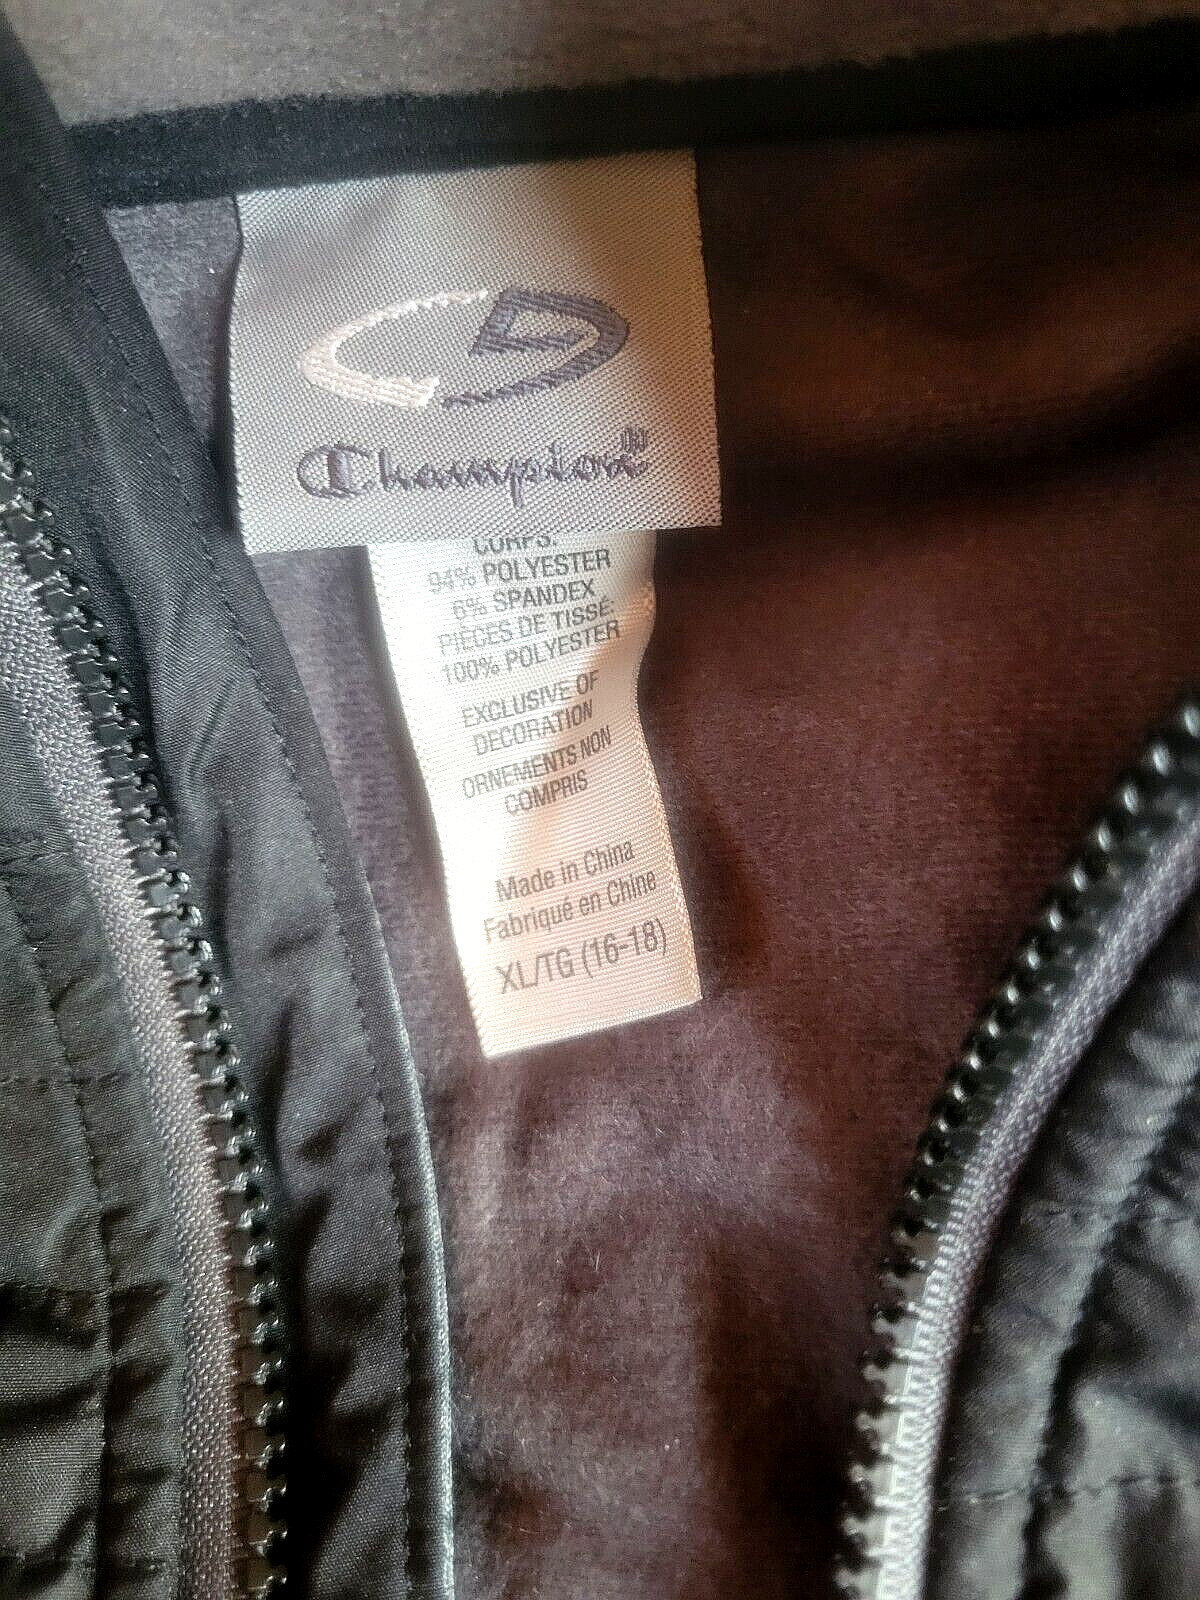 Champion®
CORPS:
94% POLYESTER
6% SPANDEX
PIÈCES DE TISSÉ:
100% POLYESTER
EXCLUSIVE OF
DECORATION
ORNEMENTS NON
COMPRIS
Made in China
Fabriqué en Chine
XL/TG (16-18)